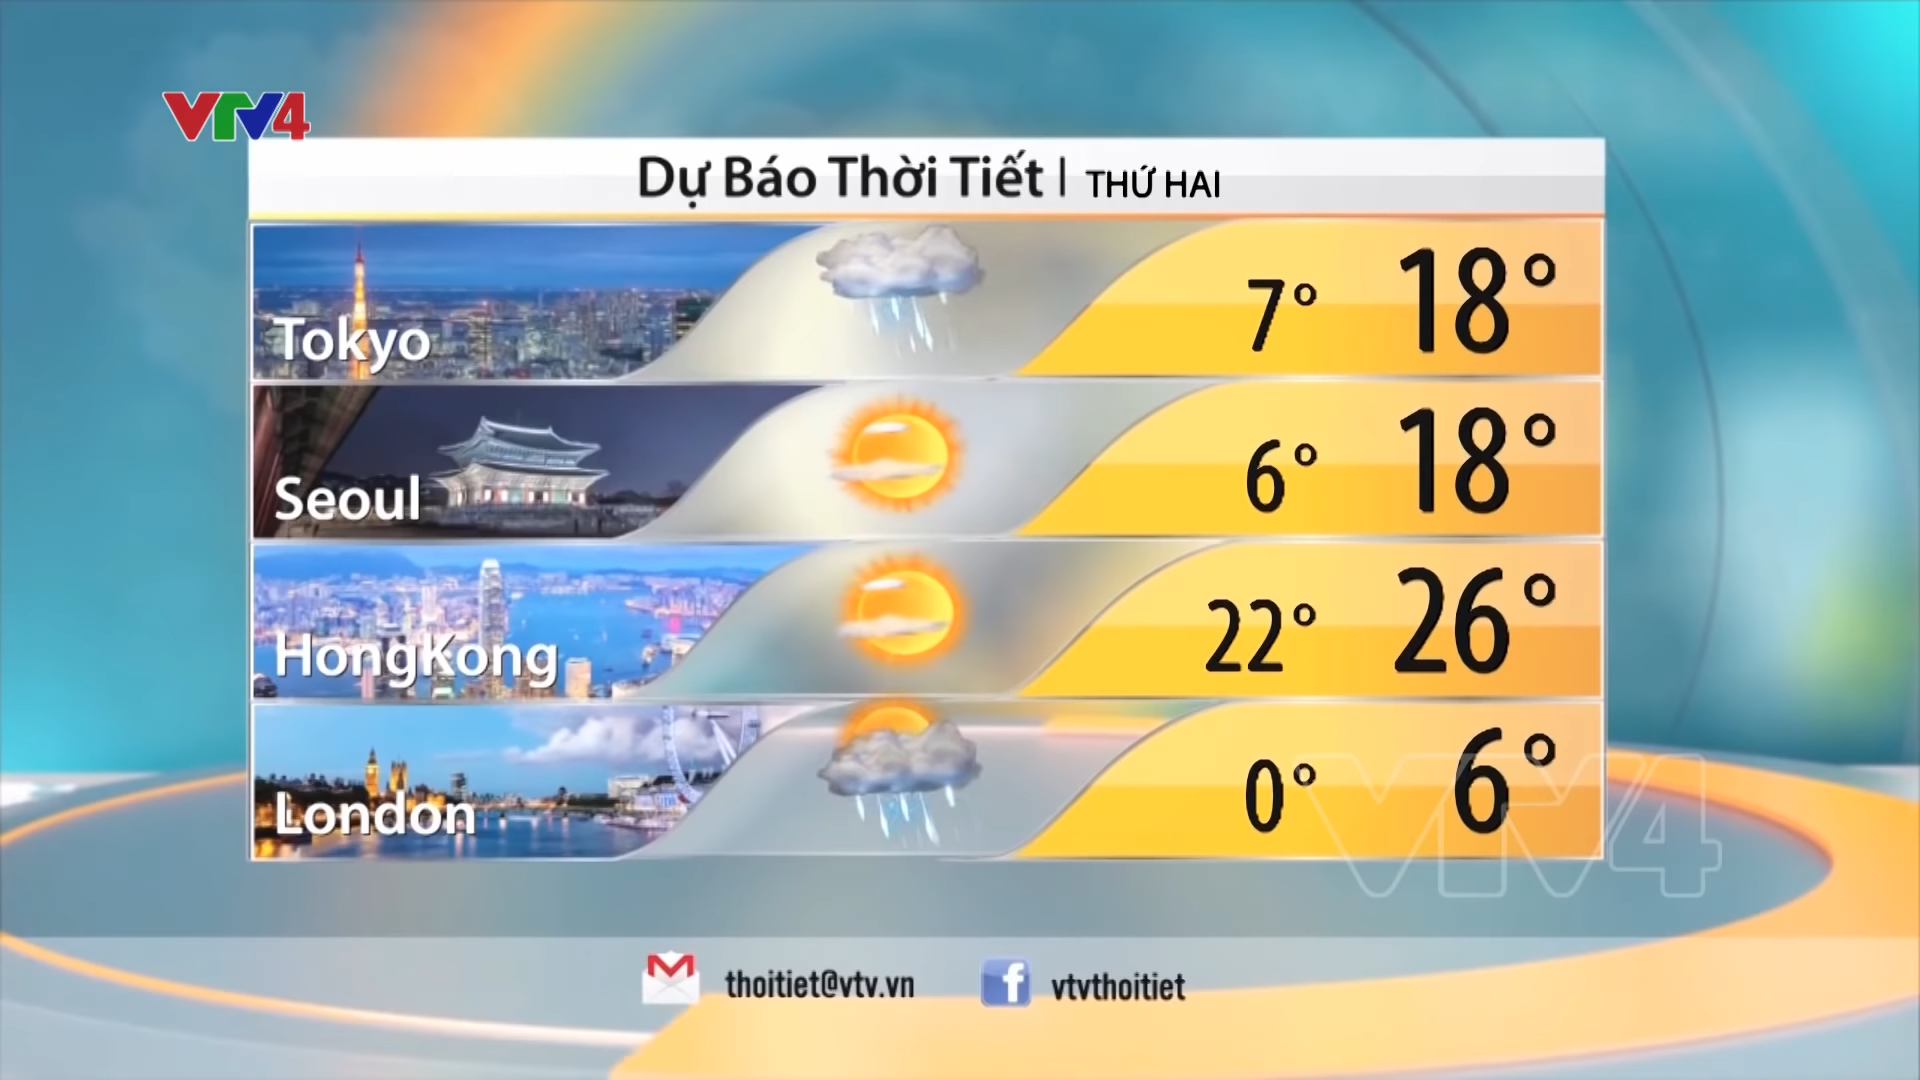 VTV4
Dự Báo Thời Tiết | THỨ HAI
Tokyo 7° 18°
Seoul 6° 18°
HongKong 22° 26°
London 0° 6°
VTV4
thoitiet@vtv.vn vtvthoitiet